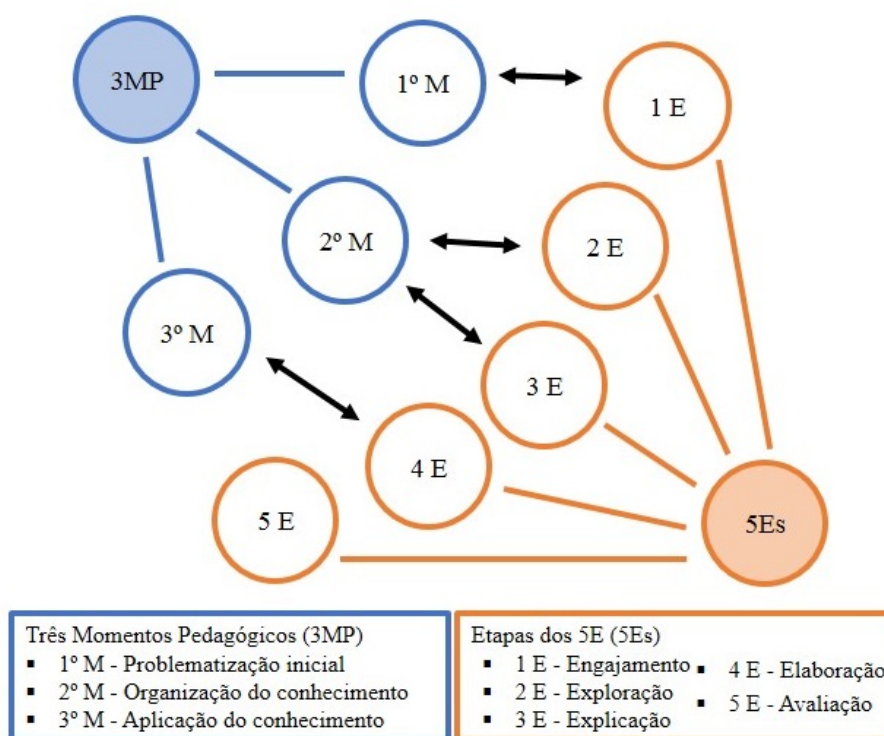 3MP
1º M
1 E
2º M
2 E
3º M
3 E
4 E
5 E
5Es
Três Momentos Pedagógicos (3MP)
▪ 1º M - Problematização inicial
▪ 2º M - Organização do conhecimento
▪ 3º M - Aplicação do conhecimento
Etapas dos 5E (5Es)
▪ 1 E - Engajamento
▪ 2 E - Exploração
▪ 3 E - Explicação
▪ 4 E - Elaboração
▪ 5 E - Avaliação